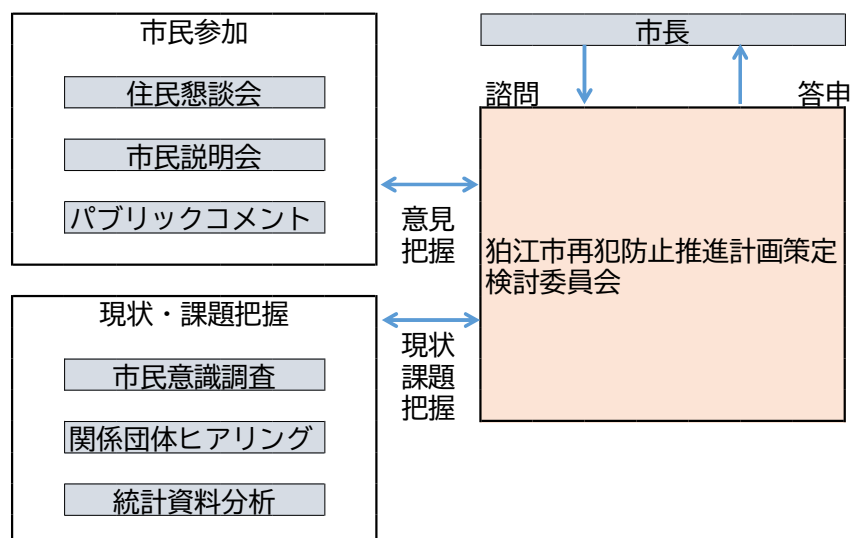 市民参加
住民懇談会
市民説明会
パブリックコメント
現状・課題把握
市民意識調査
関係団体ヒアリング
統計資料分析
意見
把握
現状
課題
把握
市長
諮問
答申
狛江市再犯防止推進計画策定
検討委員会